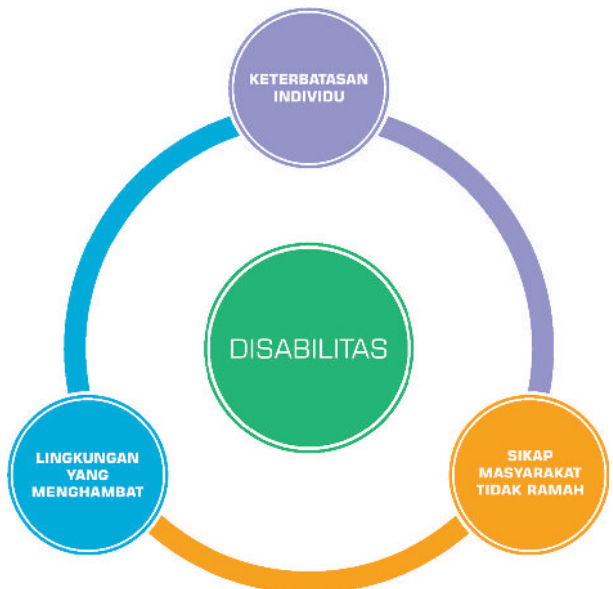 KETERBATASAN
INDIVIDU
DISABILITAS
LINGKUNGAN
YANG
MENGHAMBAT
SIKAP
MASYARAKAT
TIDAK RAMAH